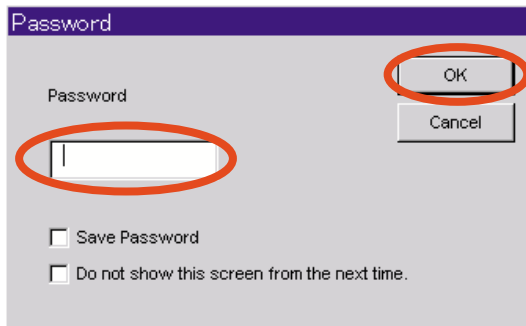 Password
OK
Password
Cancel
Save Password
Do not show this screen from the next time.